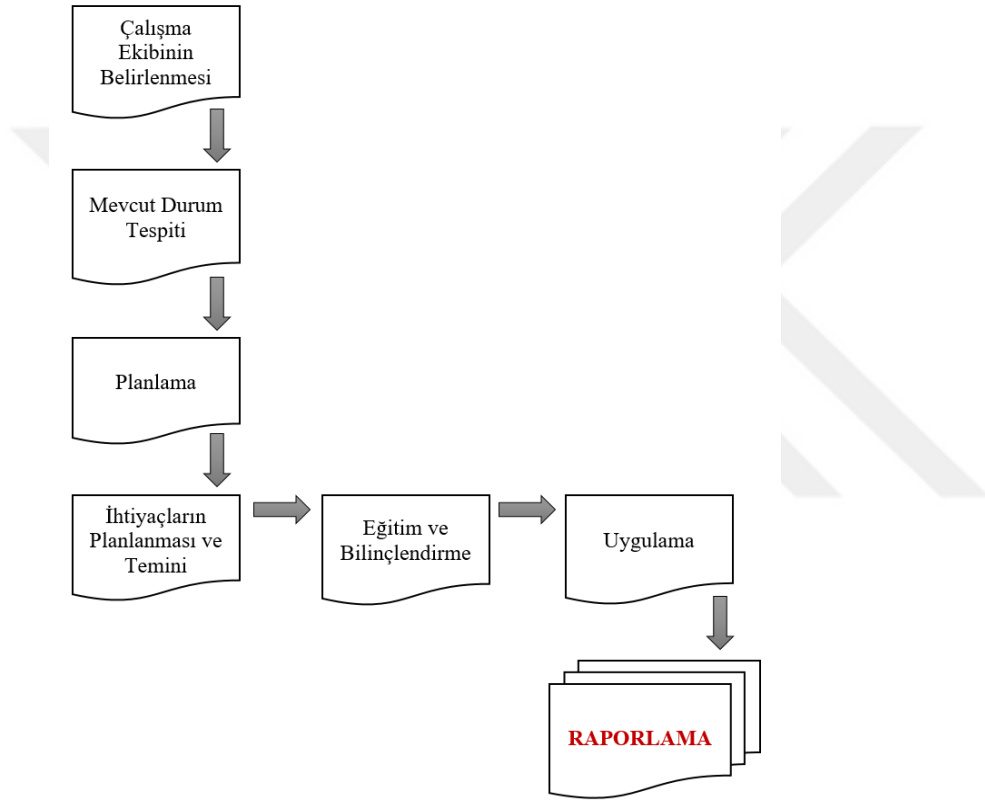 Çalışma
Ekibinin
Belirlenmesi
Mevcut Durum
Tespiti
Planlama
İhtiyaçların
Planlanması ve
Temini
Eğitim ve
Bilinçlendirme
Uygulama
RAPORLAMA